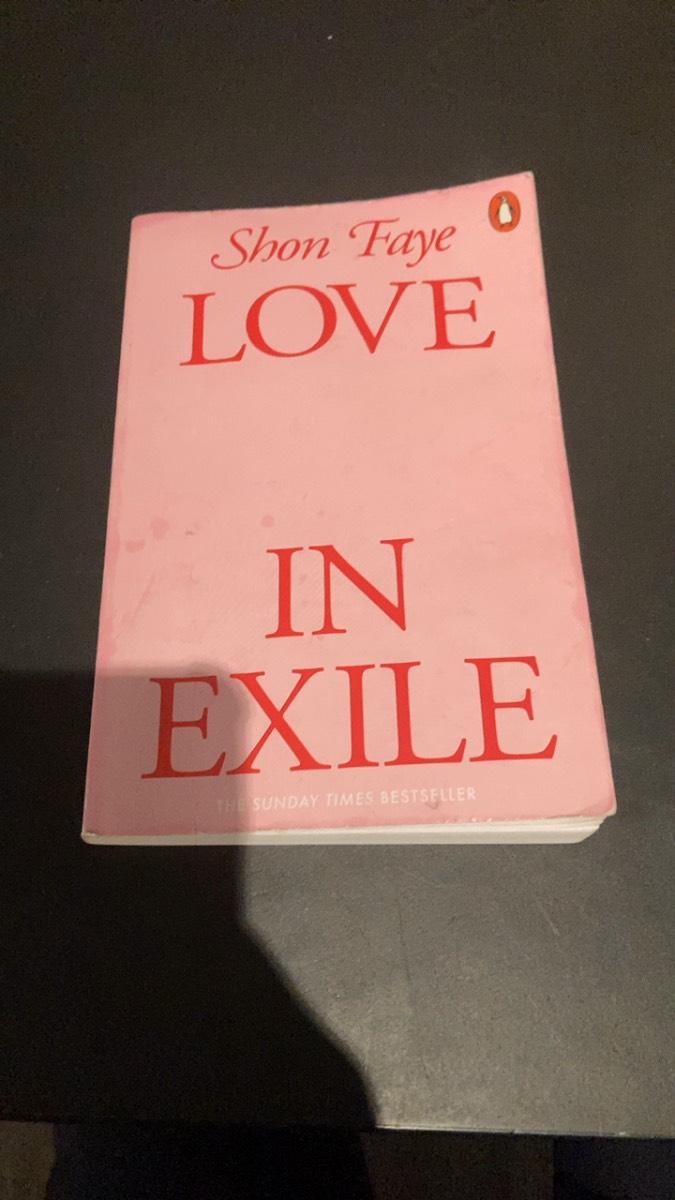 Shon Faye
LOVE
IN
EXILE
THE SUNDAY TIMES BESTSELLER